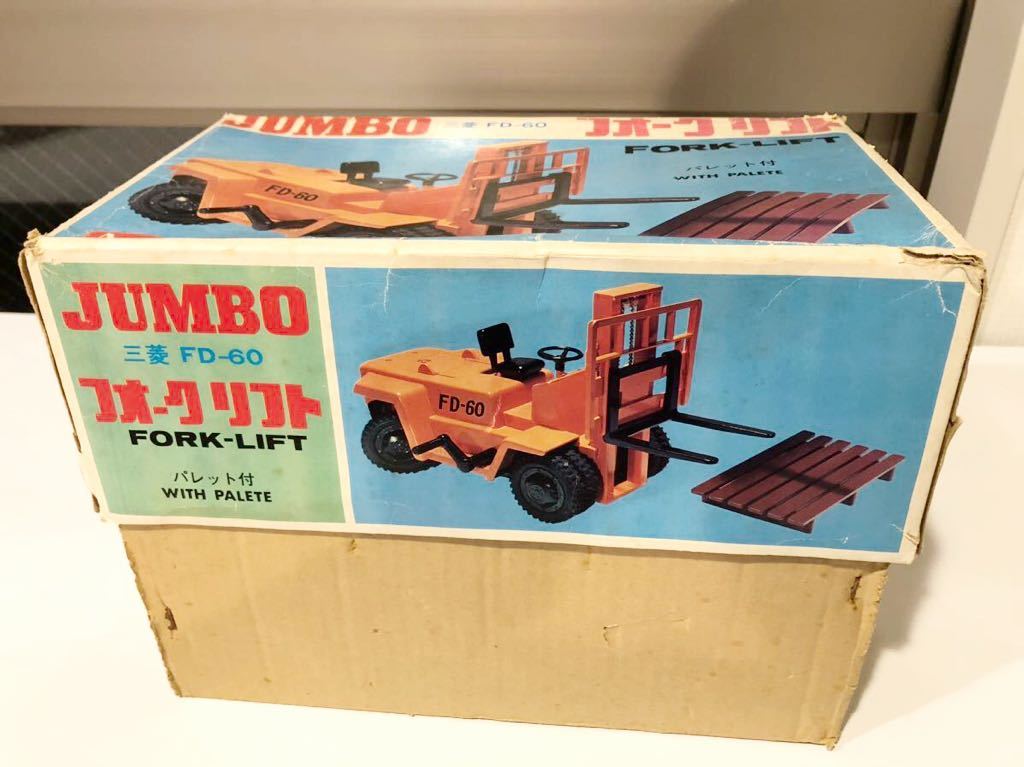 JUMBO 三菱 FD-60 フォークリフト
FORK-LIFT
パレット付
WITH PALETE
FD-60
JUMBO
三菱 FD-60
フォークリフト
FORK-LIFT
パレット付
WITH PALETE
FD-60